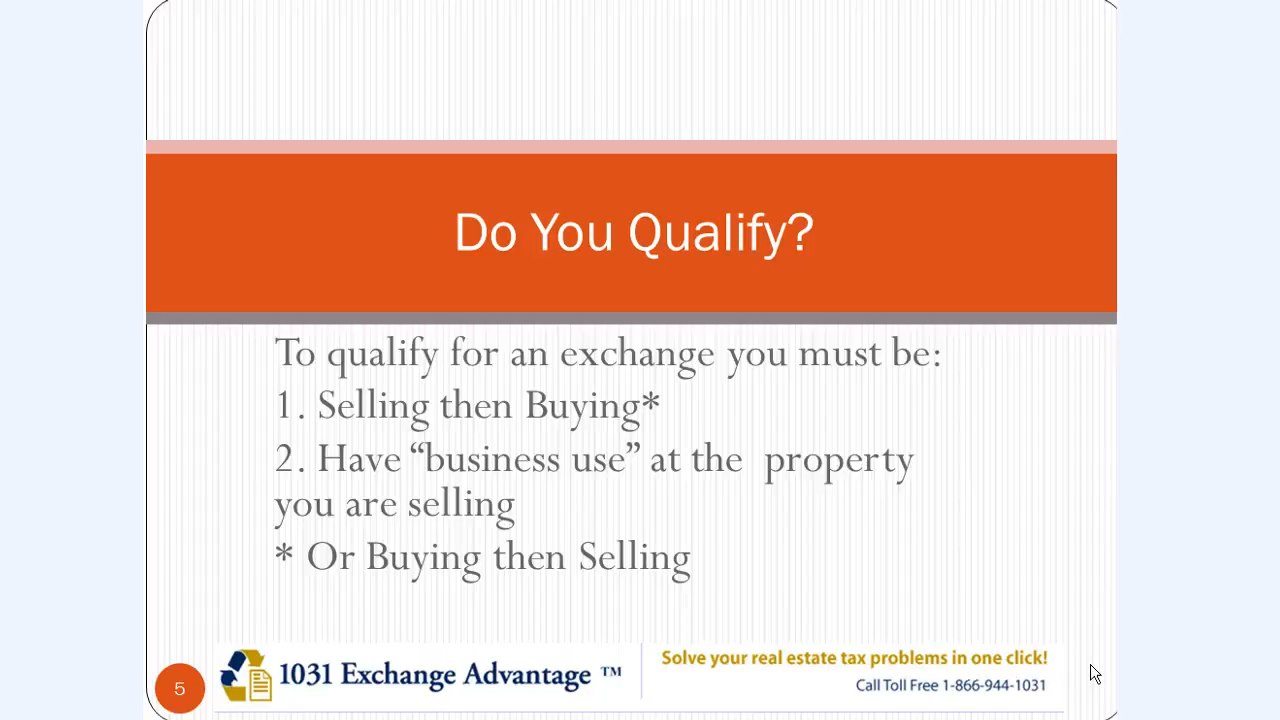 Do You Qualify?
To qualify for an exchange you must be:
1. Selling then Buying*
2. Have “business use” at the property
you are selling
* Or Buying then Selling
5
1031 Exchange Advantage ™
Solve your real estate tax problems in one click!
Call Toll Free 1-866-944-1031